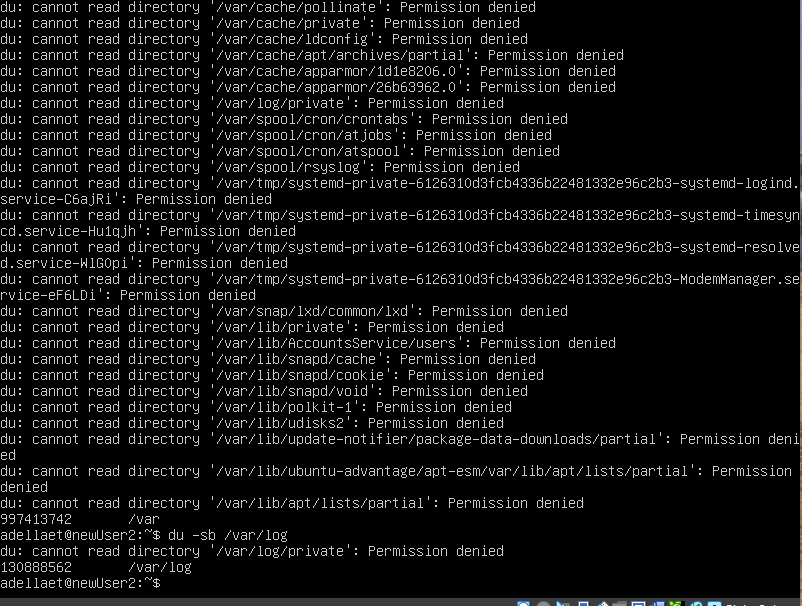 du: cannot read directory '/var/cache/pollinate': Permission denied
du: cannot read directory '/var/cache/private': Permission denied
du: cannot read directory '/var/cache/ldconfig': Permission denied
du: cannot read directory '/var/cache/apt/archives/partial': Permission denied
du: cannot read directory '/var/cache/apparmor/1d1e8206.0': Permission denied
du: cannot read directory '/var/cache/apparmor/26b63962.0': Permission denied
du: cannot read directory '/var/log/private': Permission denied
du: cannot read directory '/var/spool/cron/crontabs': Permission denied
du: cannot read directory '/var/spool/cron/atjobs': Permission denied
du: cannot read directory '/var/spool/cron/atspool': Permission denied
du: cannot read directory '/var/spool/rsyslog': Permission denied
du: cannot read directory '/var/tmp/systemd-private-6126310d3fcb4336b22481332e96c2b3-systemd-logind.
service-C6ajRi': Permission denied
du: cannot read directory '/var/tmp/systemd-private-6126310d3fcb4336b22481332e96c2b3-systemd-timesyn
cd.service-Hu1qjh': Permission denied
du: cannot read directory '/var/tmp/systemd-private-6126310d3fcb4336b22481332e96c2b3-systemd-resolve
d.service-WlGOpi': Permission denied
du: cannot read directory '/var/tmp/systemd-private-6126310d3fcb4336b22481332e96c2b3-ModemManager.se
rvice-eF6LDi': Permission denied
du: cannot read directory '/var/snap/lxd/common/lxd': Permission denied
du: cannot read directory '/var/lib/private': Permission denied
du: cannot read directory '/var/lib/AccountsService/users': Permission denied
du: cannot read directory '/var/lib/snapd/cache': Permission denied
du: cannot read directory '/var/lib/snapd/cookie': Permission denied
du: cannot read directory '/var/lib/snapd/void': Permission denied
du: cannot read directory '/var/lib/polkit-1': Permission denied
du: cannot read directory '/var/lib/udisks2': Permission denied
du: cannot read directory '/var/lib/update-notifier/package-data-downloads/partial': Permission deni
ed
du: cannot read directory '/var/lib/ubuntu-advantage/apt-esm/var/lib/apt/lists/partial': Permission
denied
du: cannot read directory '/var/lib/apt/lists/partial': Permission denied
997413742 /var
adellaet@newUser2:~$ du -sb /var/log
du: cannot read directory '/var/log/private': Permission denied
130888562 /var/log
adellaet@newUser2:~$